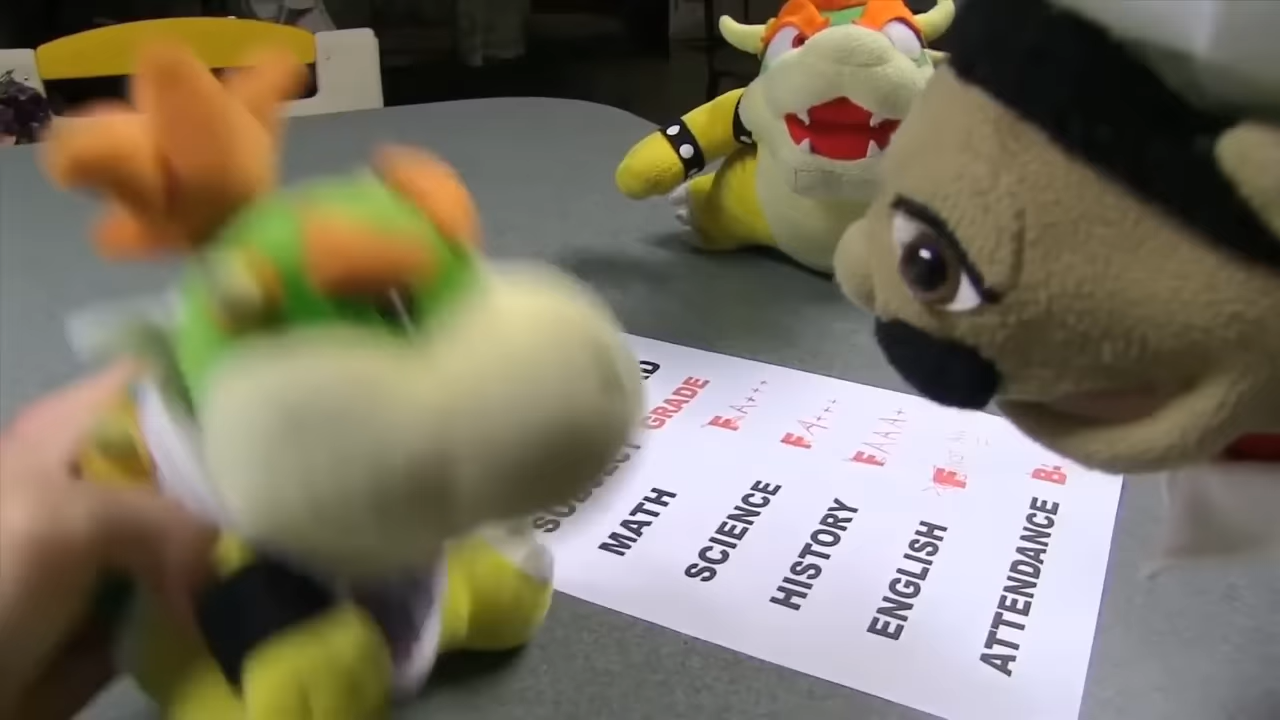 SUBJECT GRADE
MATH F A+++
SCIENCE F A+++
HISTORY F AAA+
ENGLISH F
ATTENDANCE B-